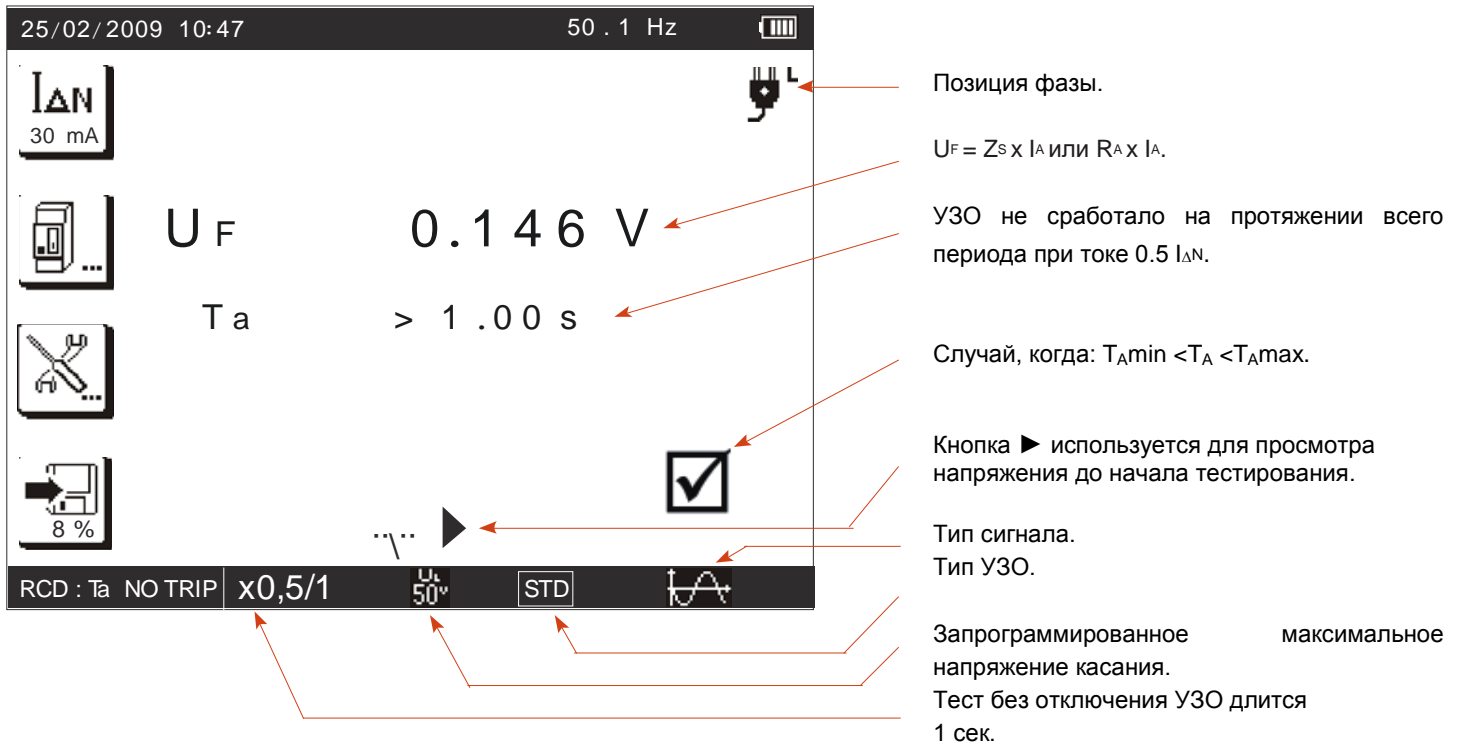 25/02/2009 10:47 50.1 Hz
IΔN
30 mA
L
UF 0.146 V
Ta > 1.00 s
8 %
..\.. ▶
RCD : Ta NO TRIP x0,5/1 UL 50V STD
Позиция фазы.
UF = ZS x IA или RA x IA.
УЗО не сработало на протяжении всего
периода при токе 0.5 IΔN.
Случай, когда: TAmin <TA <TAmax.
Кнопка ► используется для просмотра
напряжения до начала тестирования.
Тип сигнала.
Тип УЗО.
Запрограммированное максимальное
напряжение касания.
Тест без отключения УЗО длится
1 сек.